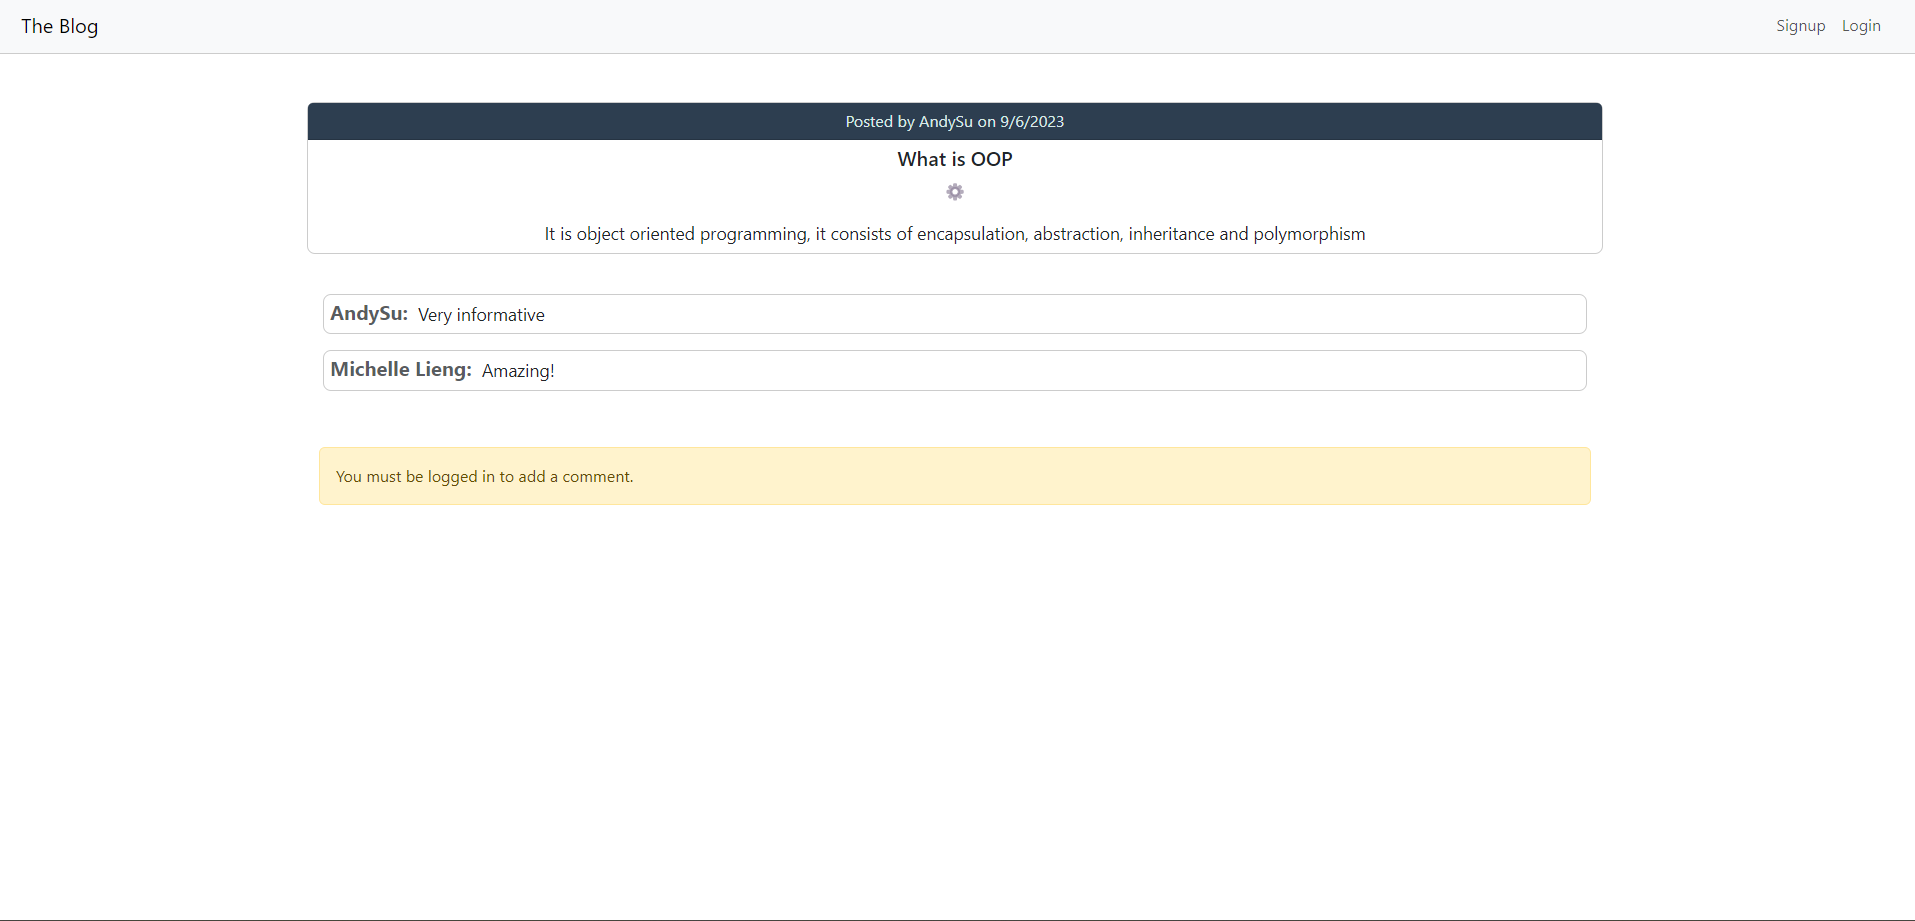 The Blog
Signup Login
Posted by AndySu on 9/6/2023
What is OOP
It is object oriented programming, it consists of encapsulation, abstraction, inheritance and polymorphism
AndySu: Very informative
Michelle Lieng: Amazing!
You must be logged in to add a comment.